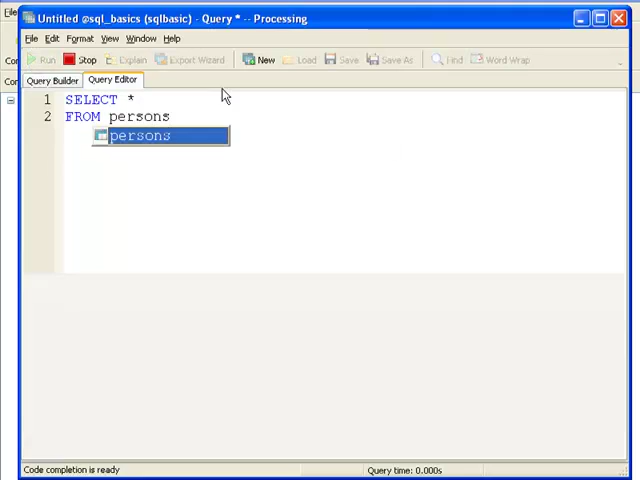 Untitled @sql_basics (sqlbasic) - Query * -- Processing
File Edit Format View Window Help
Run Stop Explain Export Wizard New Load Save Save As Find Word Wrap
Query Builder Query Editor
1 SELECT *
2 FROM persons
persons
Code completion is ready Query time: 0.000s